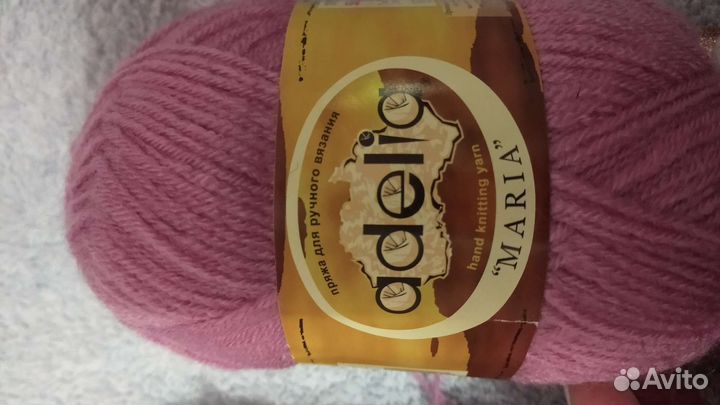 пряжа для ручного вязания
adelia
hand knitting yarn
"MARIA"
Avito